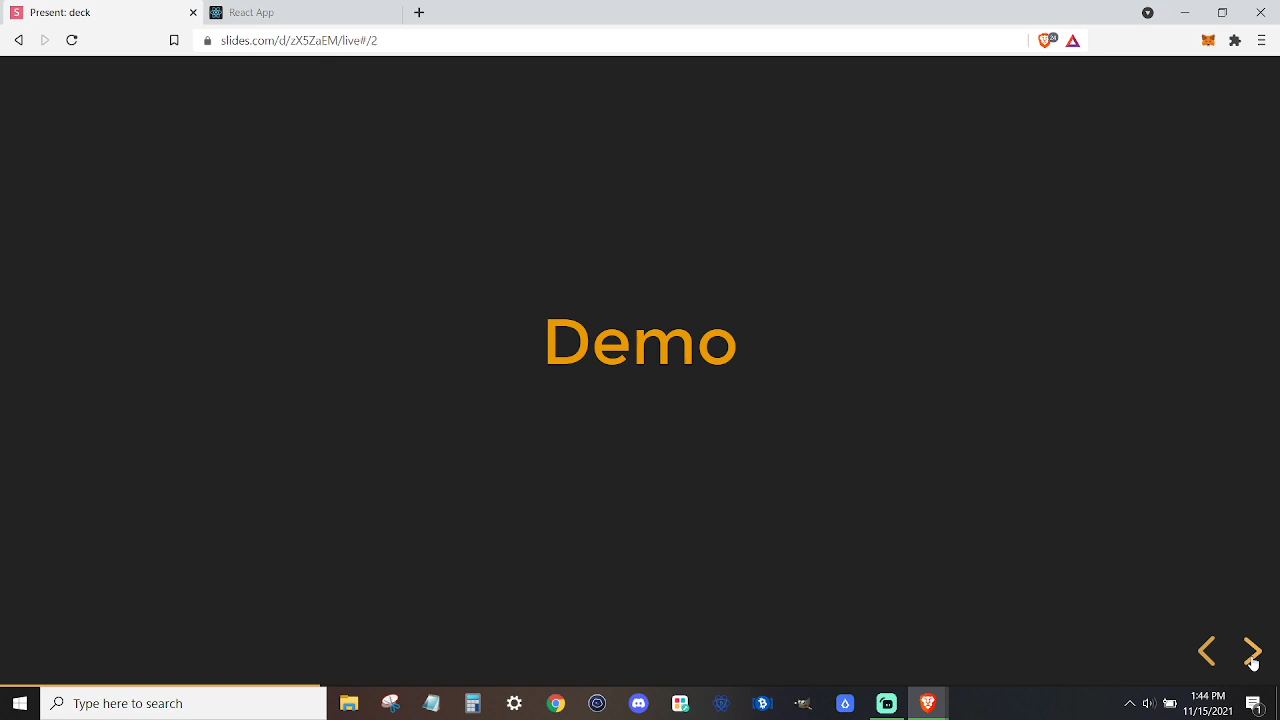 S Present: deck
React App
slides.com/d/zX5ZaEM/live#/2
24
Demo
Type here to search
1:44 PM
11/15/2021